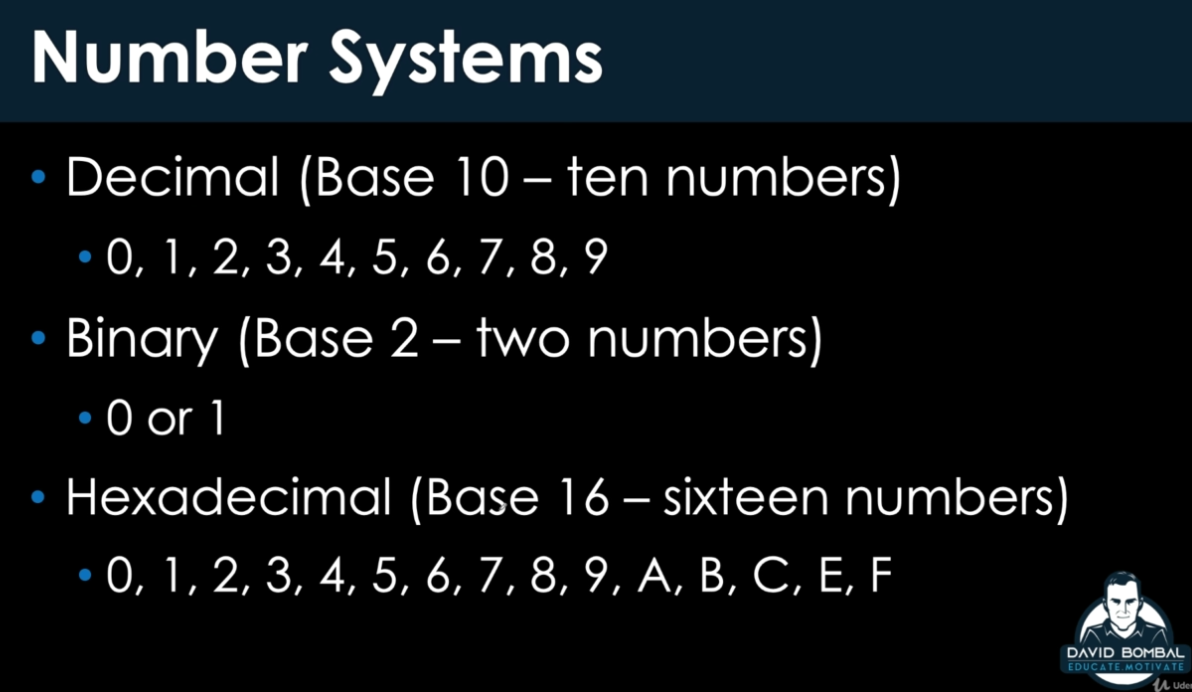 Number Systems
• Decimal (Base 10 – ten numbers)
• 0, 1, 2, 3, 4, 5, 6, 7, 8, 9
• Binary (Base 2 – two numbers)
• 0 or 1
• Hexadecimal (Base 16 – sixteen numbers)
• 0, 1, 2, 3, 4, 5, 6, 7, 8, 9, A, B, C, E, F
DAVID BOMBAL
EDUCATE.MOTIVATE